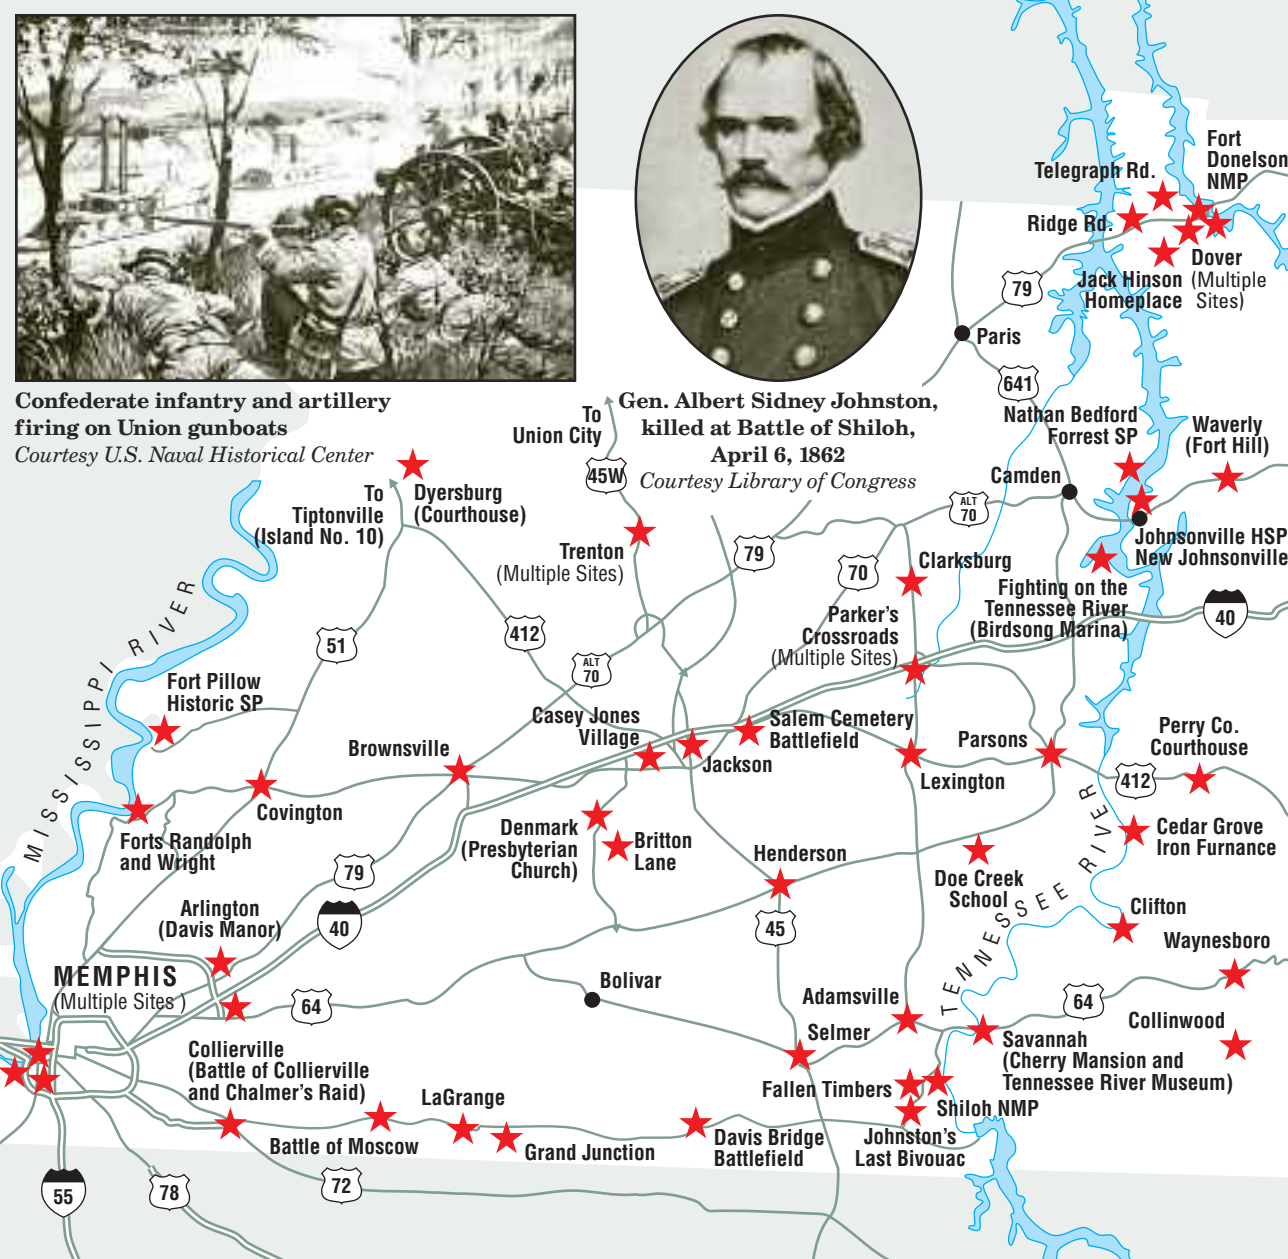 Confederate infantry and artillery
firing on Union gunboats
Courtesy U.S. Naval Historical Center
Gen. Albert Sidney Johnston,
killed at Battle of Shiloh,
April 6, 1862
Courtesy Library of Congress
Fort
Donelson
NMP
Telegraph Rd.
Ridge Rd.
Dover
(Multiple
Sites)
Jack Hinson
Homeplace
79
Paris
641
Nathan Bedford
Forrest SP
Waverly
(Fort Hill)
To
Union City
45W
Camden
ALT
70
To
Tiptonville
(Island No. 10)
Dyersburg
(Courthouse)
Trenton
(Multiple Sites)
79
70
Clarksburg
Johnsonville HSP
New Johnsonville
Fighting on the
Tennessee River
(Birdsong Marina)
40
Parker's
Crossroads
(Multiple Sites)
51
412
ALT
70
MISSISSIPPI RIVER
Fort Pillow
Historic SP
Casey Jones
Village
Salem Cemetery
Battlefield
Brownsville
Jackson
Lexington
Parsons
Perry Co.
Courthouse
412
Covington
Forts Randolph
and Wright
Denmark
(Presbyterian
Church)
Britton
Lane
Henderson
Doe Creek
School
Cedar Grove
Iron Furnance
TENNESSEE RIVER
79
40
45
Arlington
(Davis Manor)
Clifton
Waynesboro
MEMPHIS
(Multiple Sites )
64
Bolivar
Adamsville
Selmer
64
Collinwood
Savannah
(Cherry Mansion and
Tennessee River Museum)
Collierville
(Battle of Collierville
and Chalmer's Raid)
LaGrange
Fallen Timbers
Shiloh NMP
Battle of Moscow
Grand Junction
Davis Bridge
Battlefield
Johnston's
Last Bivouac
55
78
72